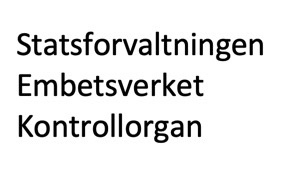 Statsforvaltningen
Embetsverket
Kontrollorgan